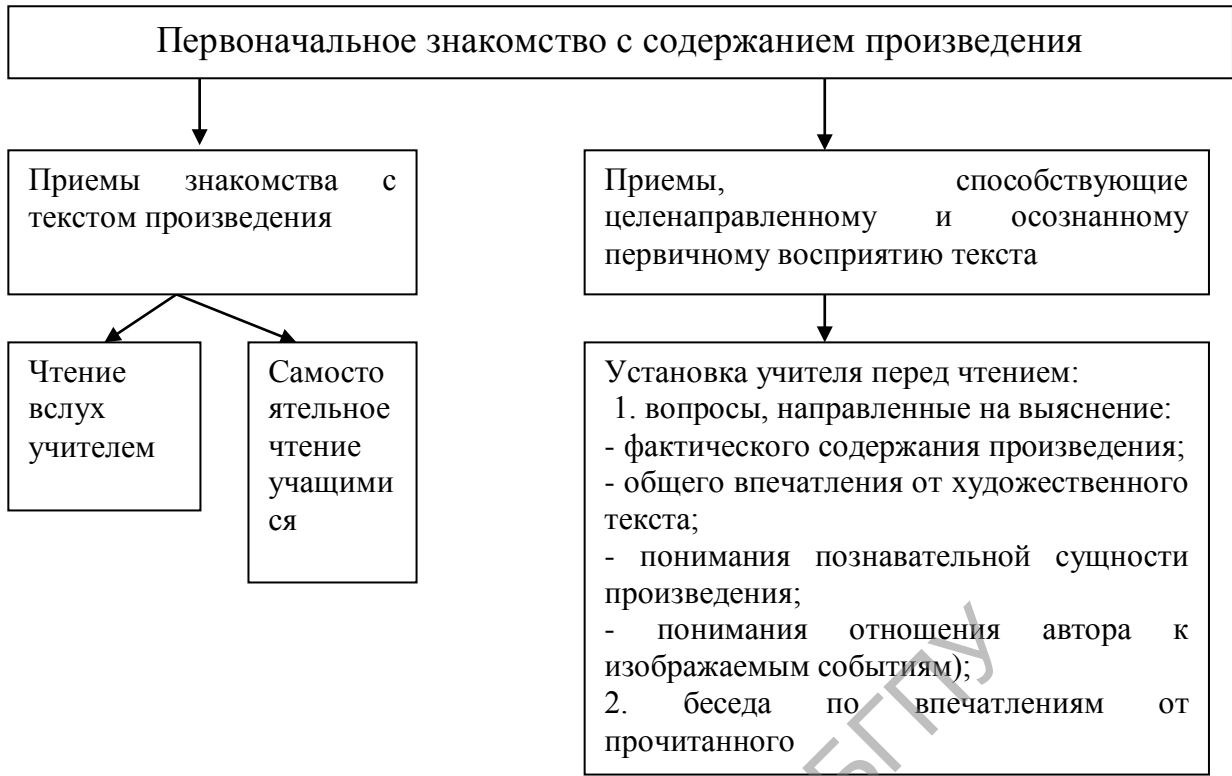 Первоначальное знакомство с содержанием произведения
Приемы знакомства с
текстом произведения
Приемы, способствующие
целенаправленному и осознанному
первичному восприятию текста
Чтение
вслух
учителем
Самосто
ятельное
чтение
учащими
ся
Установка учителя перед чтением:
1. вопросы, направленные на выяснение:
- фактического содержания произведения;
- общего впечатления от художественного
текста;
- понимания познавательной сущности
произведения;
- понимания отношения автора к
изображаемым событиям);
2. беседа по впечатлениям от
прочитанного
БГПУ